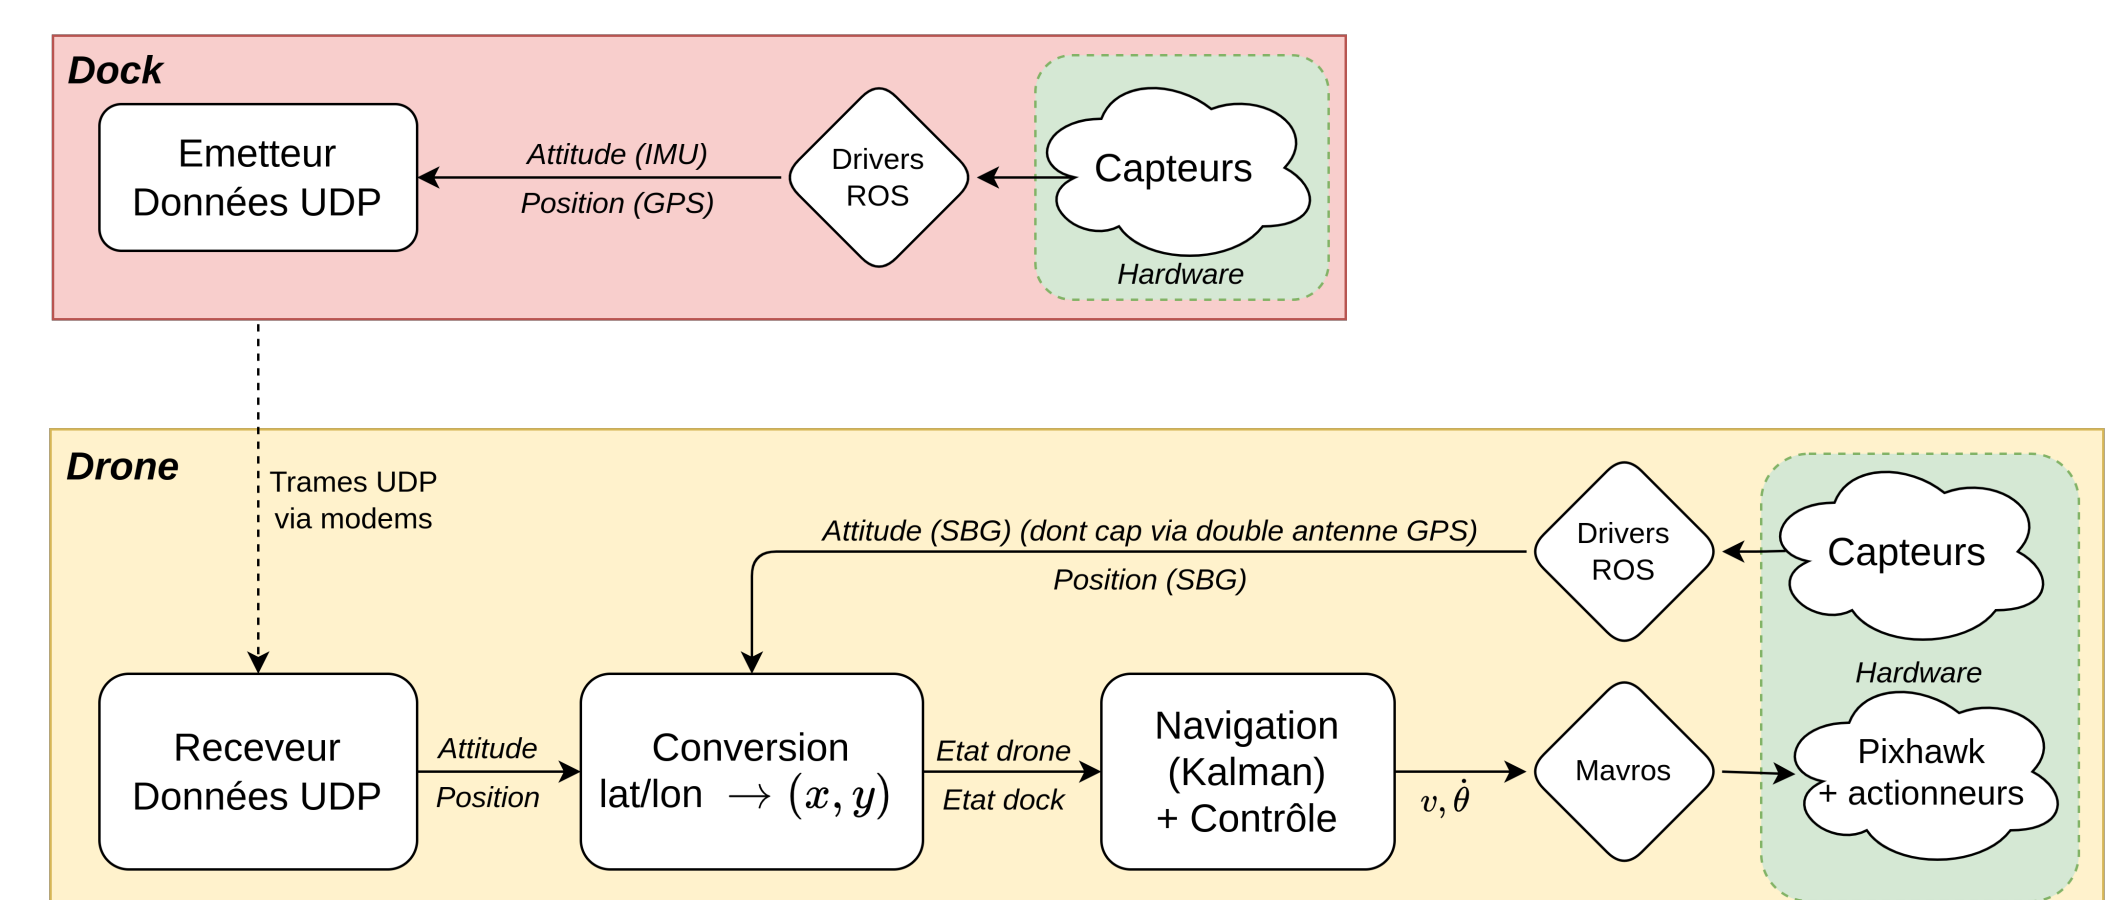 Dock
Emetteur
Données UDP
Attitude (IMU)
Position (GPS)
Drivers
ROS
Capteurs
Hardware
Drone
Trames UDP
via modems
Attitude (SBG) (dont cap via double antenne GPS)
Position (SBG)
Drivers
ROS
Capteurs
Hardware
Receveur
Données UDP
Attitude
Position
Conversion
lat/lon → (x, y)
Etat drone
Etat dock
Navigation
(Kalman)
+ Contrôle
v, θ̇
Mavros
Pixhawk
+ actionneurs